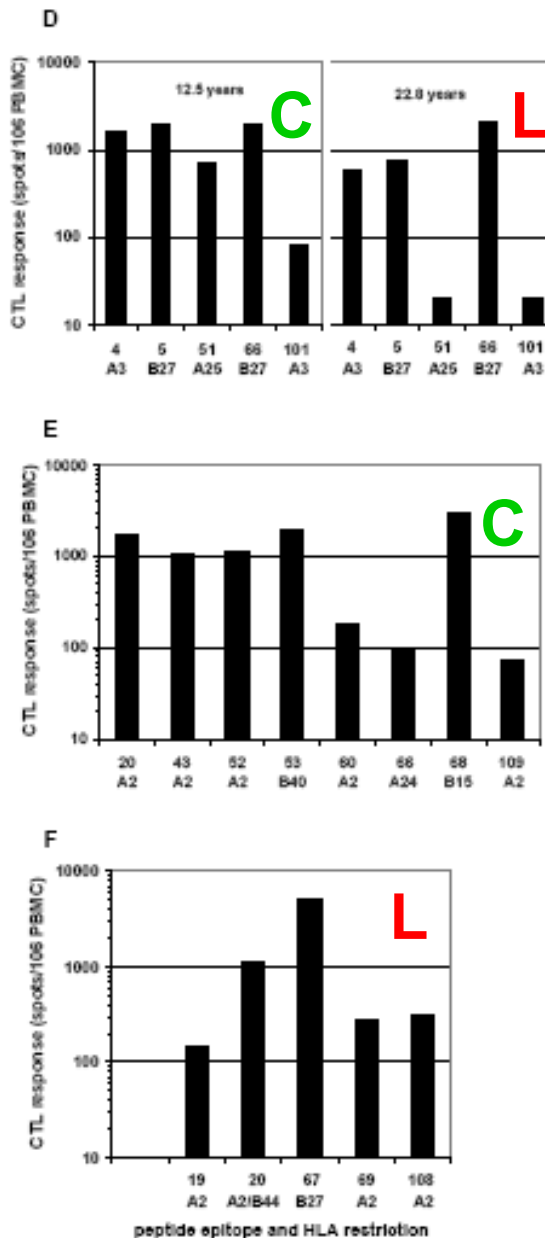 D
CTL response (spots/106 PBMC)
10000
1000
100
10
12.5 years
C
22.8 years
L
4 5 51 66 101 4 5 51 66 101
A3 B27 A25 B27 A3 A3 B27 A25 B27 A3
E
CTL response (spots/106 PBMC)
10000
1000
100
10
C
20 43 52 53 60 66 68 109
A2 A2 A2 B40 A2 A24 B15 A2
F
CTL response (spots/106 PBMC)
10000
1000
100
10
L
19 20 67 69 108
A2 A2/B44 B27 A2 A2
peptide epitope and HLA restriction